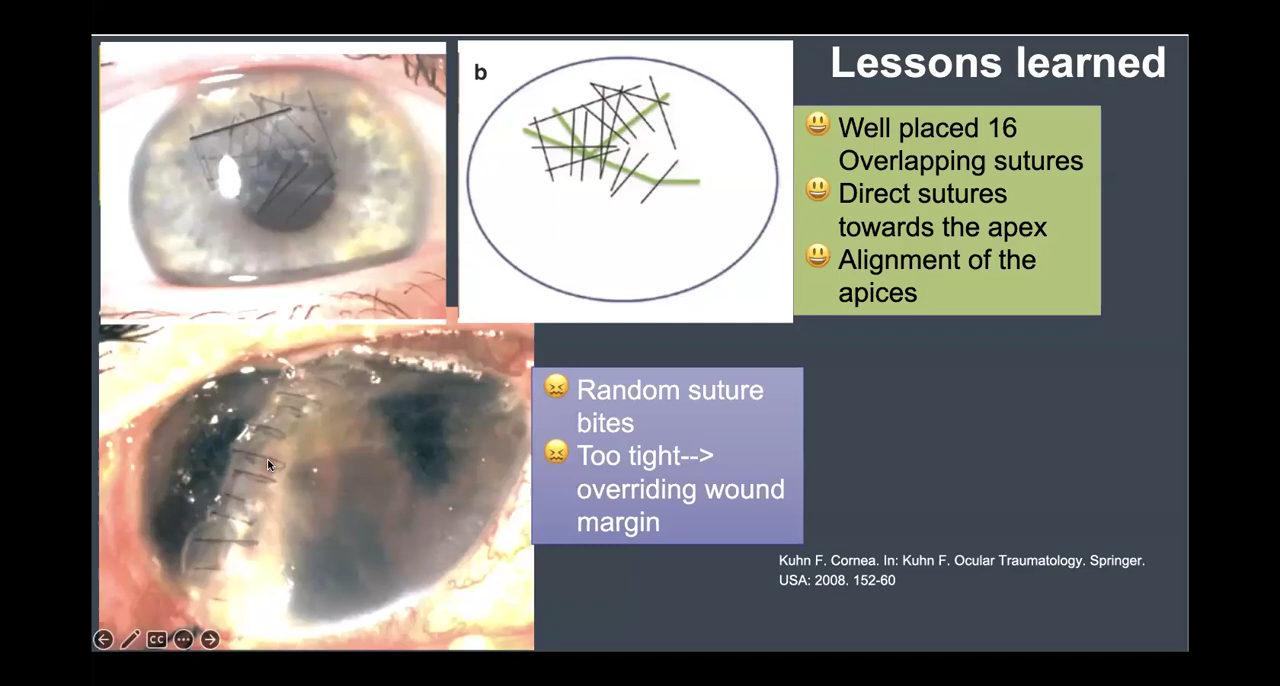 Lessons learned
b
😃 Well placed 16
Overlapping sutures
😃 Direct sutures
towards the apex
😃 Alignment of the
apices
😖 Random suture
bites
😖 Too tight-->
overriding wound
margin
Kuhn F. Cornea. In: Kuhn F. Ocular Traumatology. Springer.
USA: 2008. 152-60
CC